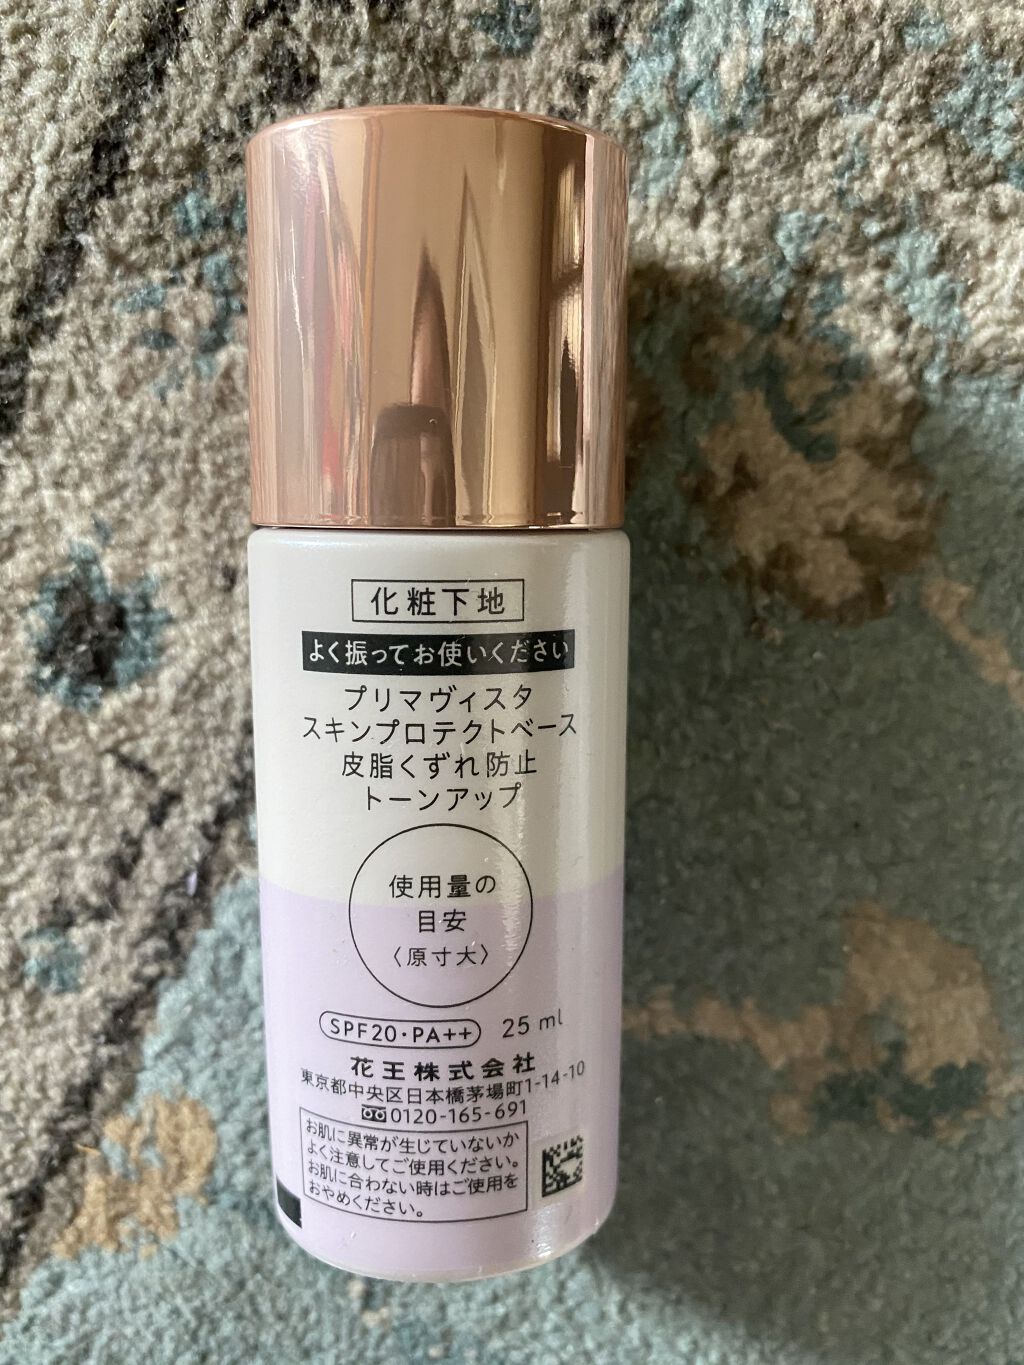 化粧下地
よく振ってお使いください
プリマヴィスタ
スキンプロテクトベース
皮脂くずれ防止
トーンアップ
使用量の
目安
〈原寸大〉
SPF20・PA++ 25 ml
花王株式会社
東京都中央区日本橋茅場町1-14-10
0120-165-691
お肌に異常が生じていないか
よく注意してご使用ください。
お肌に合わない時はご使用を
おやめください。